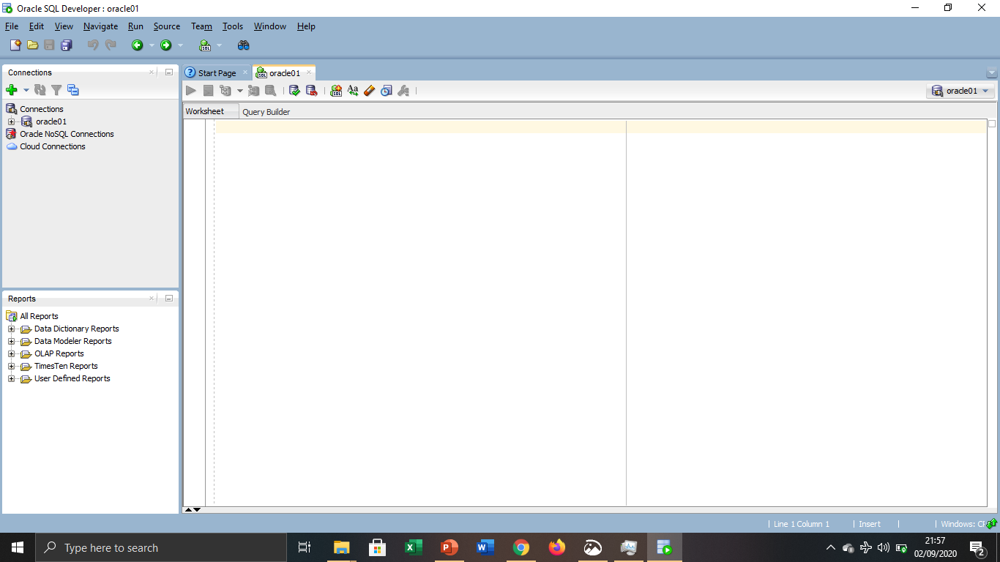 Oracle SQL Developer : oracle01
File Edit View Navigate Run Source Team Tools Window Help
Connections
Start Page
oracle01
oracle01
Worksheet
Query Builder
Connections
oracle01
Oracle NoSQL Connections
Cloud Connections
Reports
All Reports
Data Dictionary Reports
Data Modeler Reports
OLAP Reports
TimesTen Reports
User Defined Reports
Line 1 Column 1
Insert
Windows:
Type here to search
21:57
02/09/2020
2